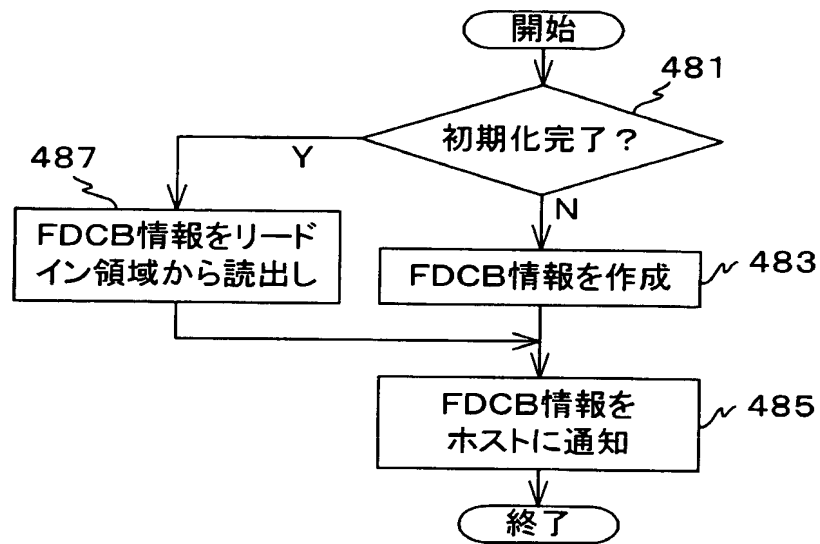 開始
481
初期化完了？
Y
N
487
FDCB情報をリード
イン領域から読出し
FDCB情報を作成
483
FDCB情報を
ホストに通知
485
終了